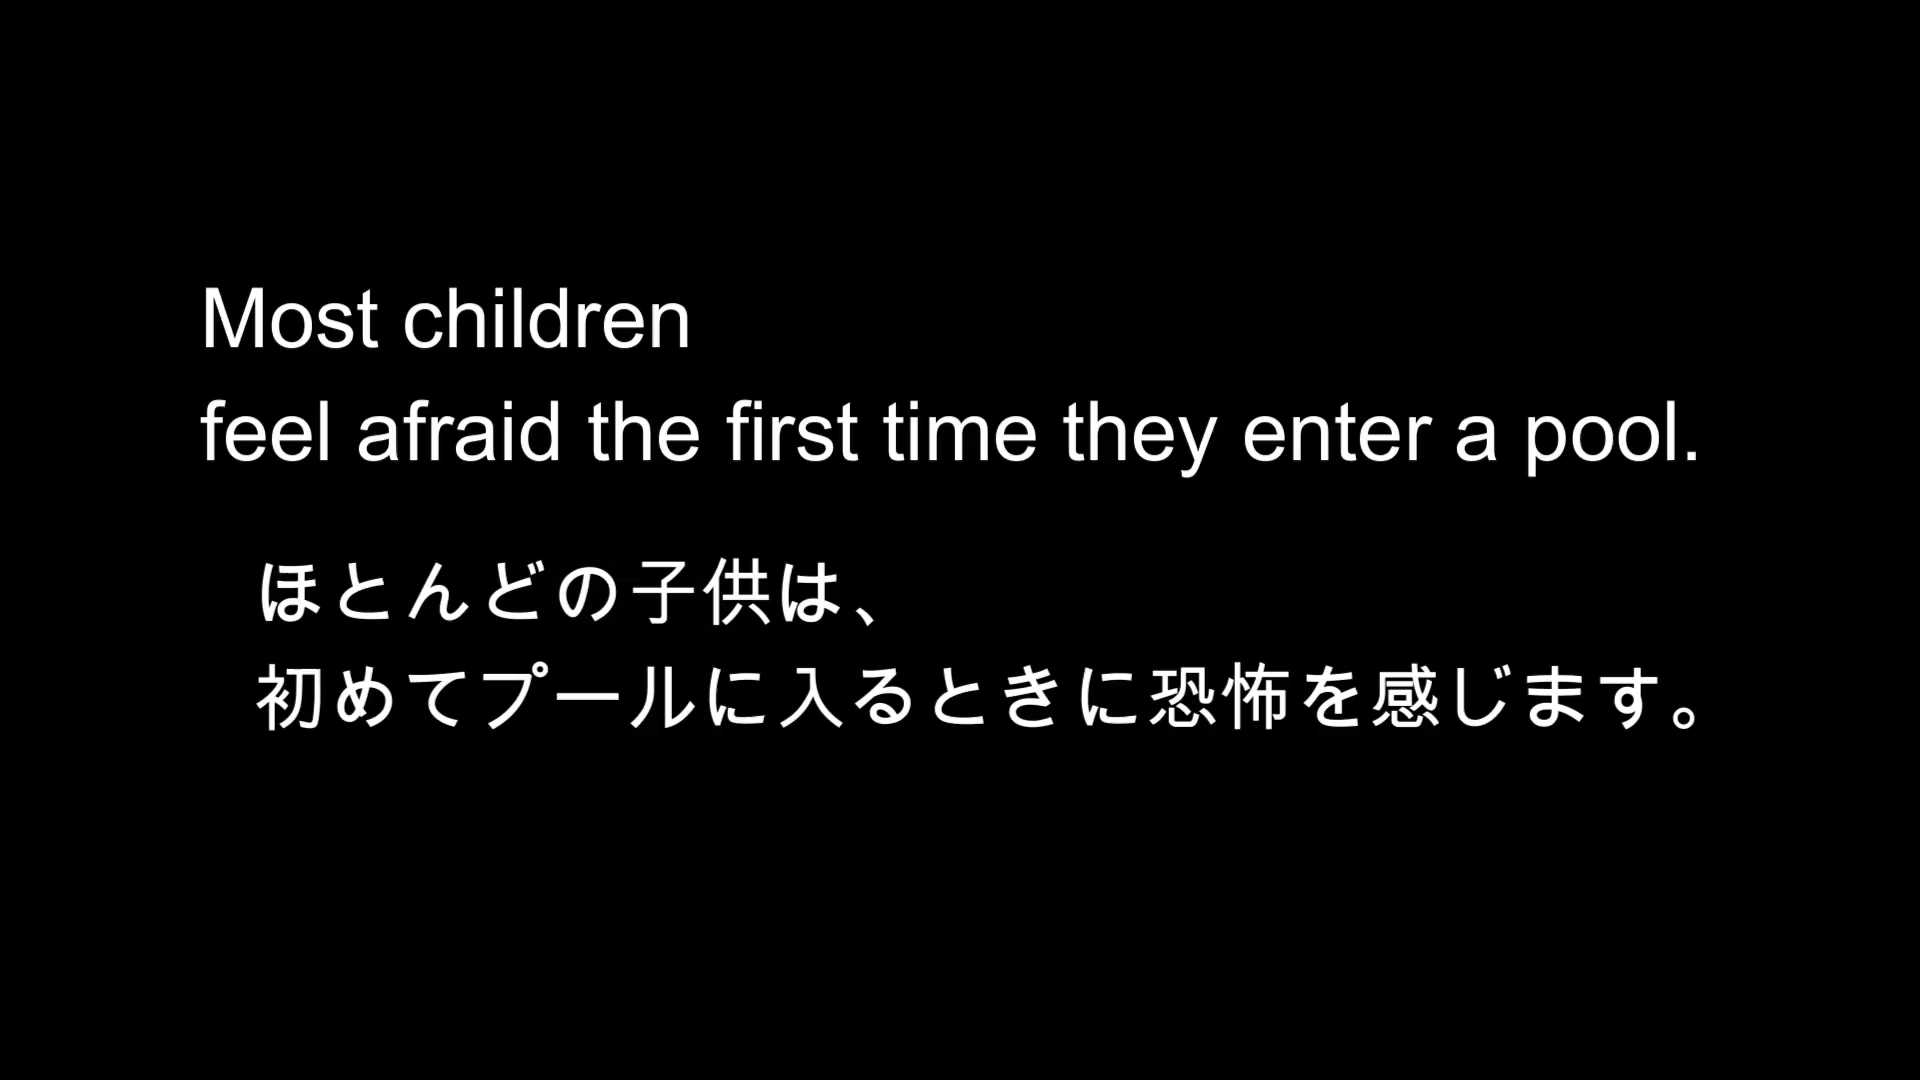 Most children
feel afraid the first time they enter a pool.
ほとんどの子供は、
初めてプールに入るときに恐怖を感じます。